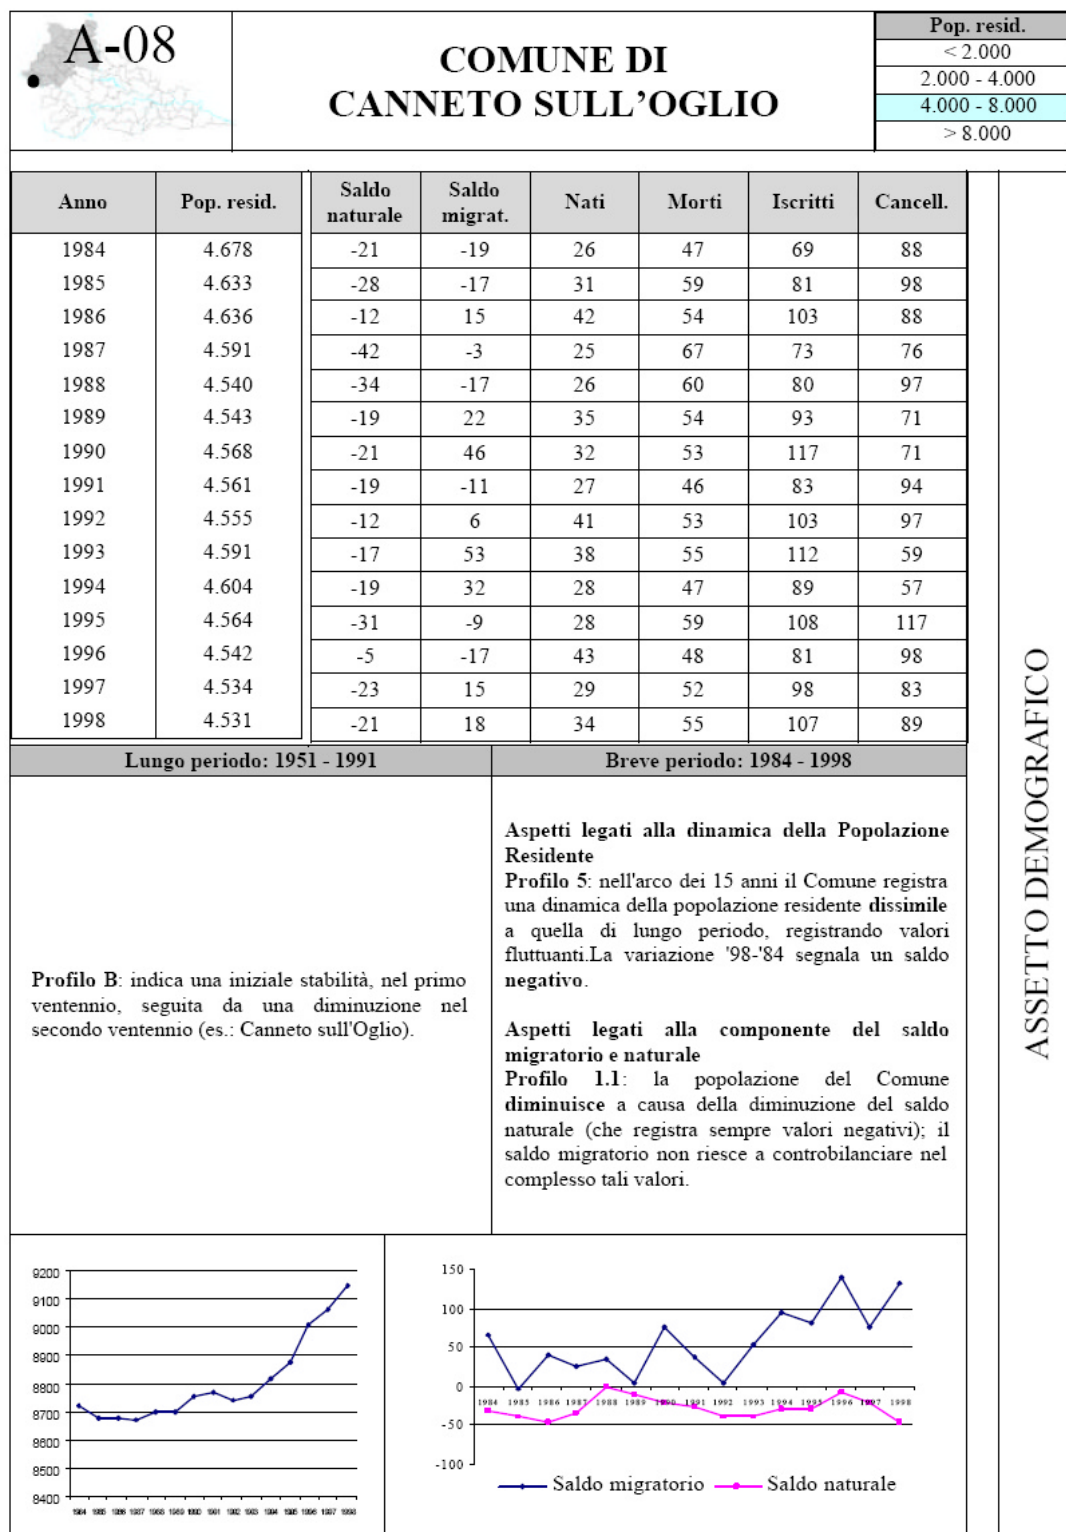 A-08
COMUNE DI
CANNETO SULL'OGLIO
Pop. resid.
< 2.000
2.000 - 4.000
4.000 - 8.000
> 8.000
Anno Pop. resid. Saldo naturale Saldo migrat. Nati Morti Iscritti Cancell.
1984 4.678 -21 -19 26 47 69 88
1985 4.633 -28 -17 31 59 81 98
1986 4.636 -12 15 42 54 103 88
1987 4.591 -42 -3 25 67 73 76
1988 4.540 -34 -17 26 60 80 97
1989 4.543 -19 22 35 54 93 71
1990 4.568 -21 46 32 53 117 71
1991 4.561 -19 -11 27 46 83 94
1992 4.555 -12 6 41 53 103 97
1993 4.591 -17 53 38 55 112 59
1994 4.604 -19 32 28 47 89 57
1995 4.564 -31 -9 28 59 108 117
1996 4.542 -5 -17 43 48 81 98
1997 4.534 -23 15 29 52 98 83
1998 4.531 -21 18 34 55 107 89
Lungo periodo: 1951 - 1991
Profilo B: indica una iniziale stabilità, nel primo
ventennio, seguita da una diminuzione nel
secondo ventennio (es.: Canneto sull'Oglio).
Breve periodo: 1984 - 1998
Aspetti legati alla dinamica della Popolazione
Residente
Profilo 5: nell'arco dei 15 anni il Comune registra
una dinamica della popolazione residente dissimile
a quella di lungo periodo, registrando valori
fluttuanti.La variazione '98-'84 segnala un saldo
negativo.
Aspetti legati alla componente del saldo
migratorio e naturale
Profilo 1.1: la popolazione del Comune
diminuisce a causa della diminuzione del saldo
naturale (che registra sempre valori negativi); il
saldo migratorio non riesce a controbilanciare nel
complesso tali valori.
ASSETTO DEMOGRAFICO
9200
9100
9000
8900
8800
8700
8600
8500
8400
1984 1985 1986 1987 1988 1989 1990 1991 1992 1993 1994 1995 1996 1997 1998
150
100
50
0
-50
-100
1984 1985 1986 1987 1988 1989 1990 1991 1992 1993 1994 1995 1996 1997 1998
Saldo migratorio Saldo naturale